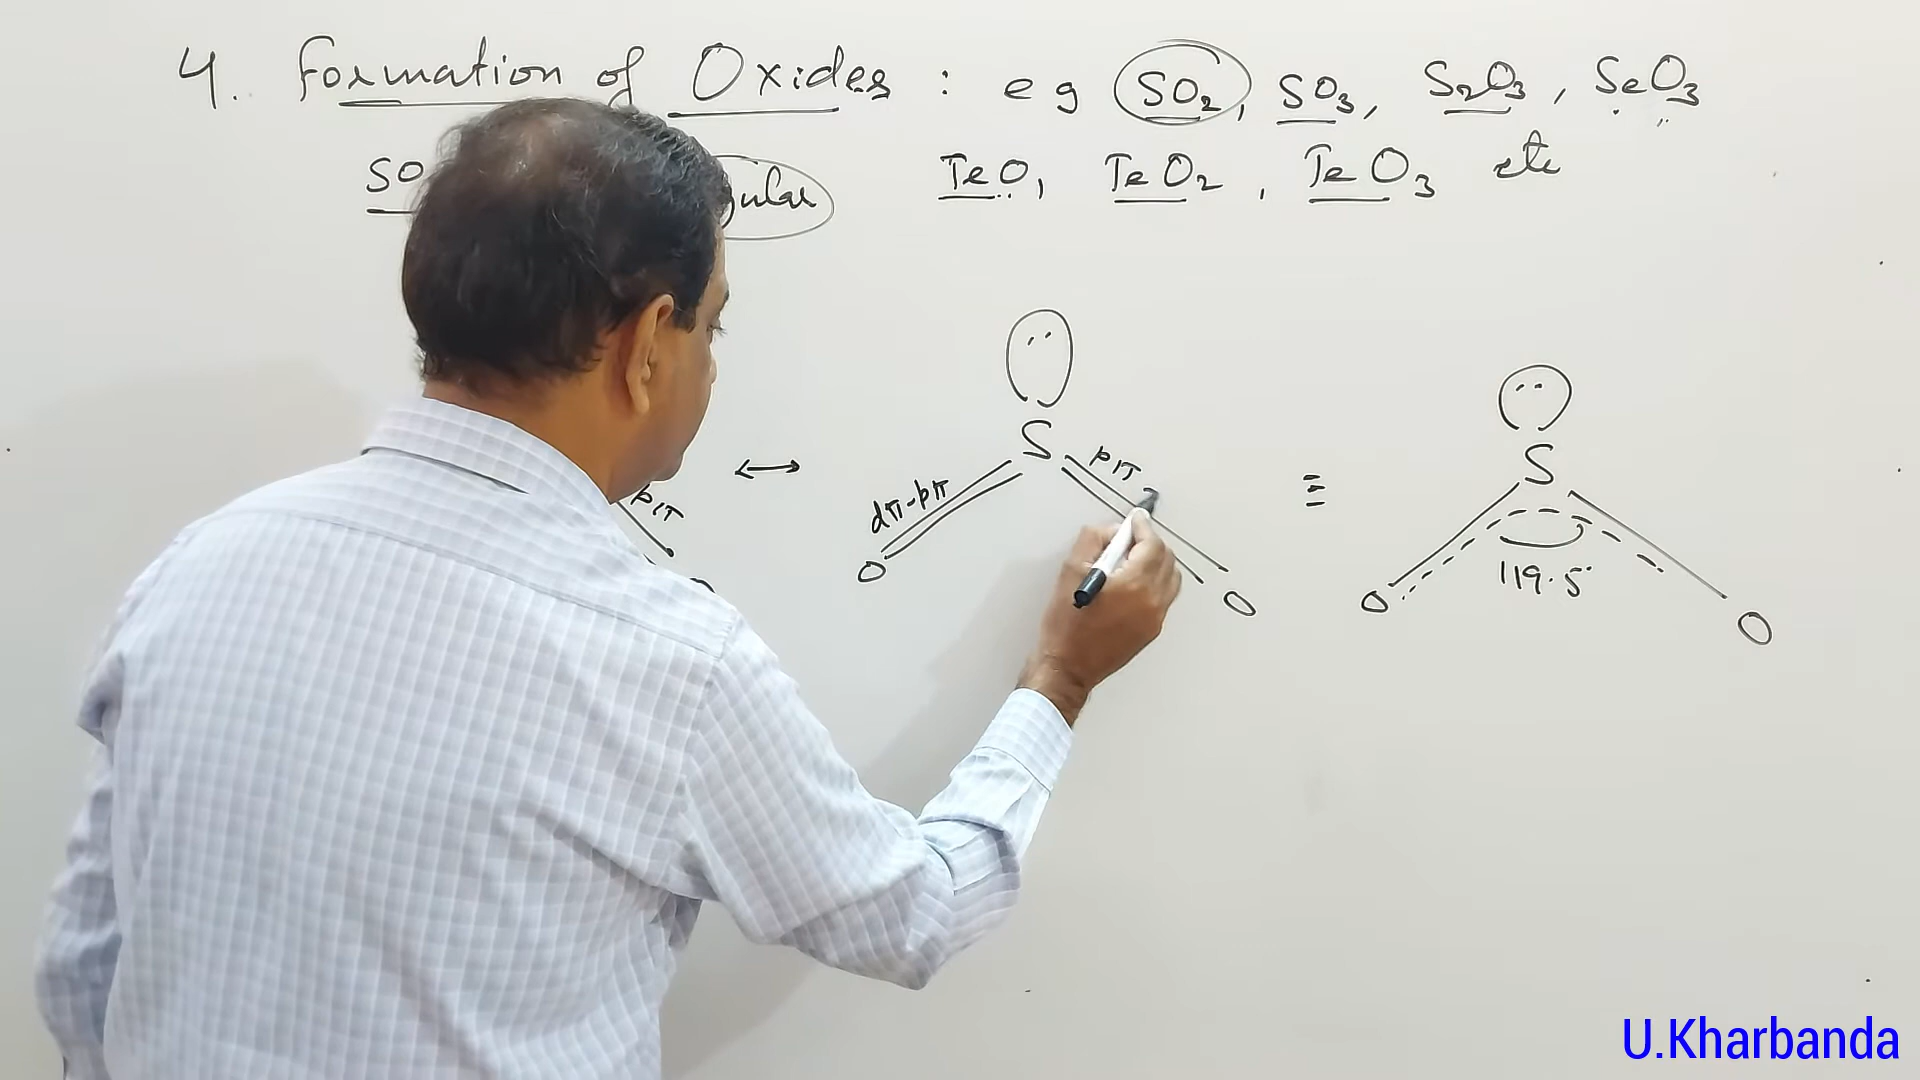 4. Formation of Oxides : eg SO₂, SO₃, S₂O₃, SeO₃
SO
TeO, TeO₂, TeO₃ etc
S
S
pπ
dπ-pπ
pπ
≡
119.5°
O
O
O
O
U.Kharbanda